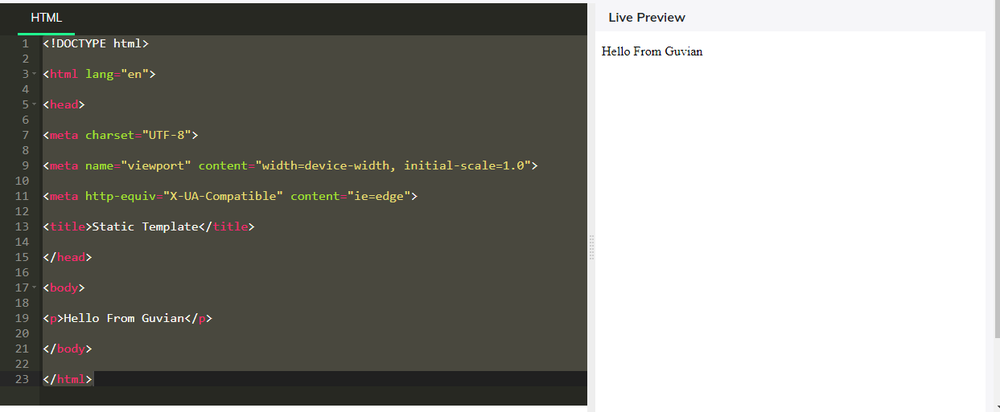 HTML
1 <!DOCTYPE html>
2
3 <html lang="en">
4
5 <head>
6
7 <meta charset="UTF-8">
8
9 <meta name="viewport" content="width=device-width, initial-scale=1.0">
10
11 <meta http-equiv="X-UA-Compatible" content="ie=edge">
12
13 <title>Static Template</title>
14
15 </head>
16
17 <body>
18
19 <p>Hello From Guvian</p>
20
21 </body>
22
23 </html>
Live Preview
Hello From Guvian